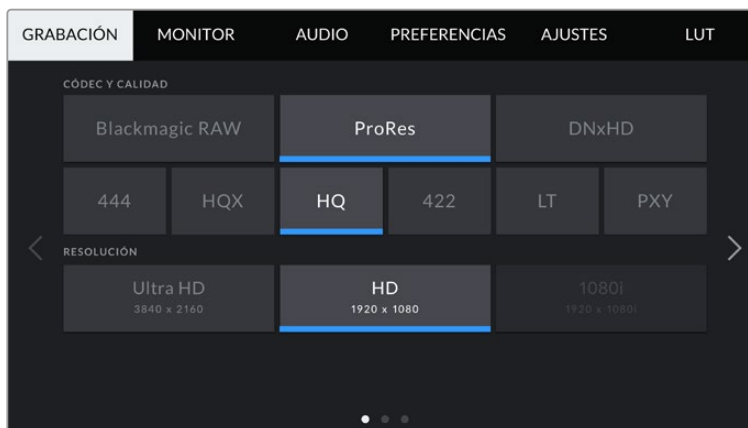 GRABACIÓN MONITOR AUDIO PREFERENCIAS AJUSTES LUT
CÓDEC Y CALIDAD
Blackmagic RAW ProRes DNxHD
444 HQX HQ 422 LT PXY
RESOLUCIÓN
Ultra HD HD 1080i
3840 x 2160 1920 x 1080 1920 x 1080i